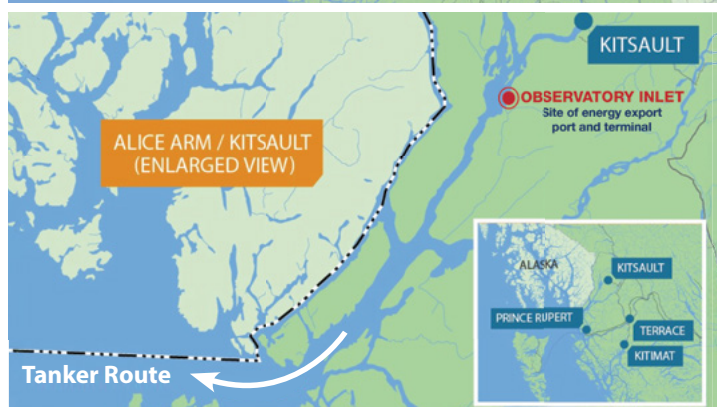 KITSAULT
OBSERVATORY INLET
Site of energy export
port and terminal
ALICE ARM / KITSAULT
(ENLARGED VIEW)
ALASKA
KITSAULT
PRINCE RUPERT
TERRACE
KITIMAT
Tanker Route